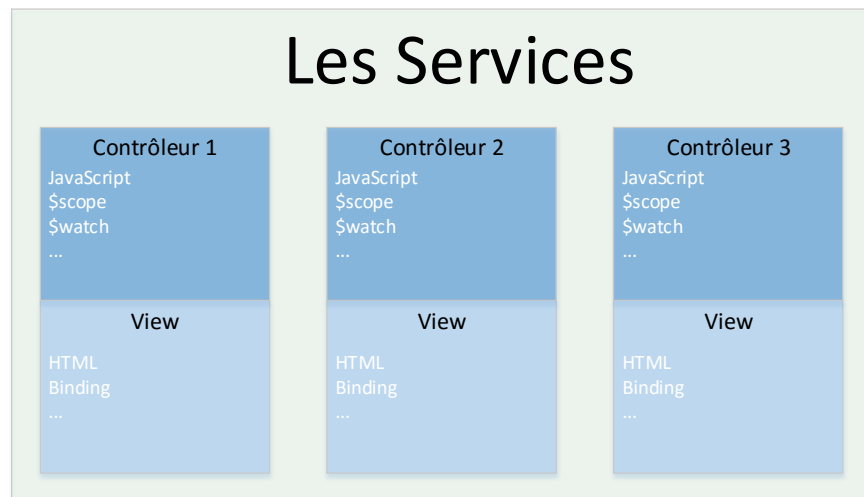 Les Services
Contrôleur 1
JavaScript
$scope
$watch
...
View
HTML
Binding
...
Contrôleur 2
JavaScript
$scope
$watch
...
View
HTML
Binding
...
Contrôleur 3
JavaScript
$scope
$watch
...
View
HTML
Binding
...